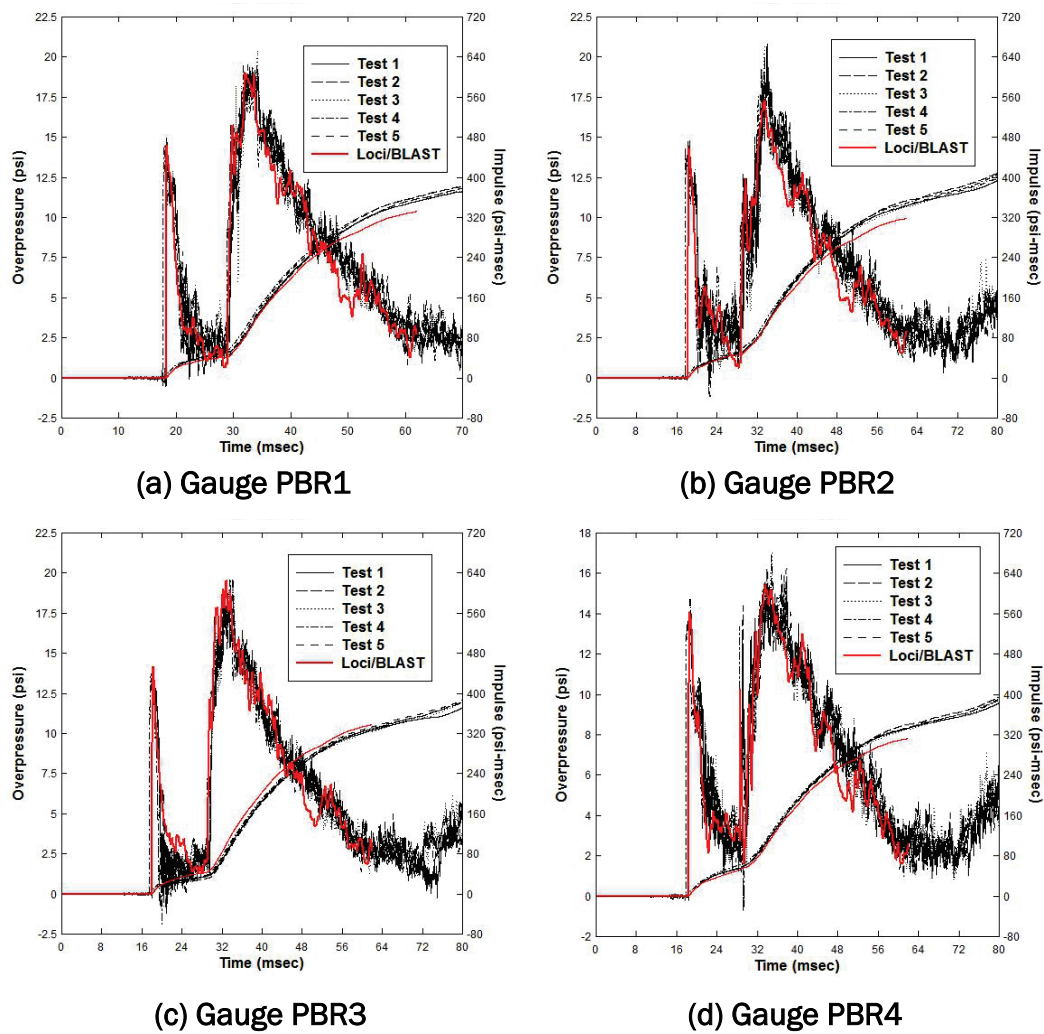 22.5
20
17.5
15
12.5
10
7.5
5
2.5
0
-2.5
Overpressure (psi)
720
640
560
480
400
320
240
160
80
0
-80
Impulse (psi-msec)
Test 1
Test 2
Test 3
Test 4
Test 5
Loci/BLAST
0 10 20 30 40 50 60 70
Time (msec)
(a) Gauge PBR1
22.5
20
17.5
15
12.5
10
7.5
5
2.5
0
-2.5
Overpressure (psi)
720
640
560
480
400
320
240
160
80
0
-80
Impulse (psi-msec)
Test 1
Test 2
Test 3
Test 4
Test 5
Loci/BLAST
0 8 16 24 32 40 48 56 64 72 80
Time (msec)
(b) Gauge PBR2
22.5
20
17.5
15
12.5
10
7.5
5
2.5
0
-2.5
Overpressure (psi)
720
640
560
480
400
320
240
160
80
0
-80
Impulse (psi-msec)
Test 1
Test 2
Test 3
Test 4
Test 5
Loci/BLAST
0 8 16 24 32 40 48 56 64 72 80
Time (msec)
(c) Gauge PBR3
18
16
14
12
10
8
6
4
2
0
-2
Overpressure (psi)
720
640
560
480
400
320
240
160
80
0
-80
Impulse (psi-msec)
Test 1
Test 2
Test 3
Test 4
Test 5
Loci/BLAST
0 8 16 24 32 40 48 56 64 72 80
Time (msec)
(d) Gauge PBR4